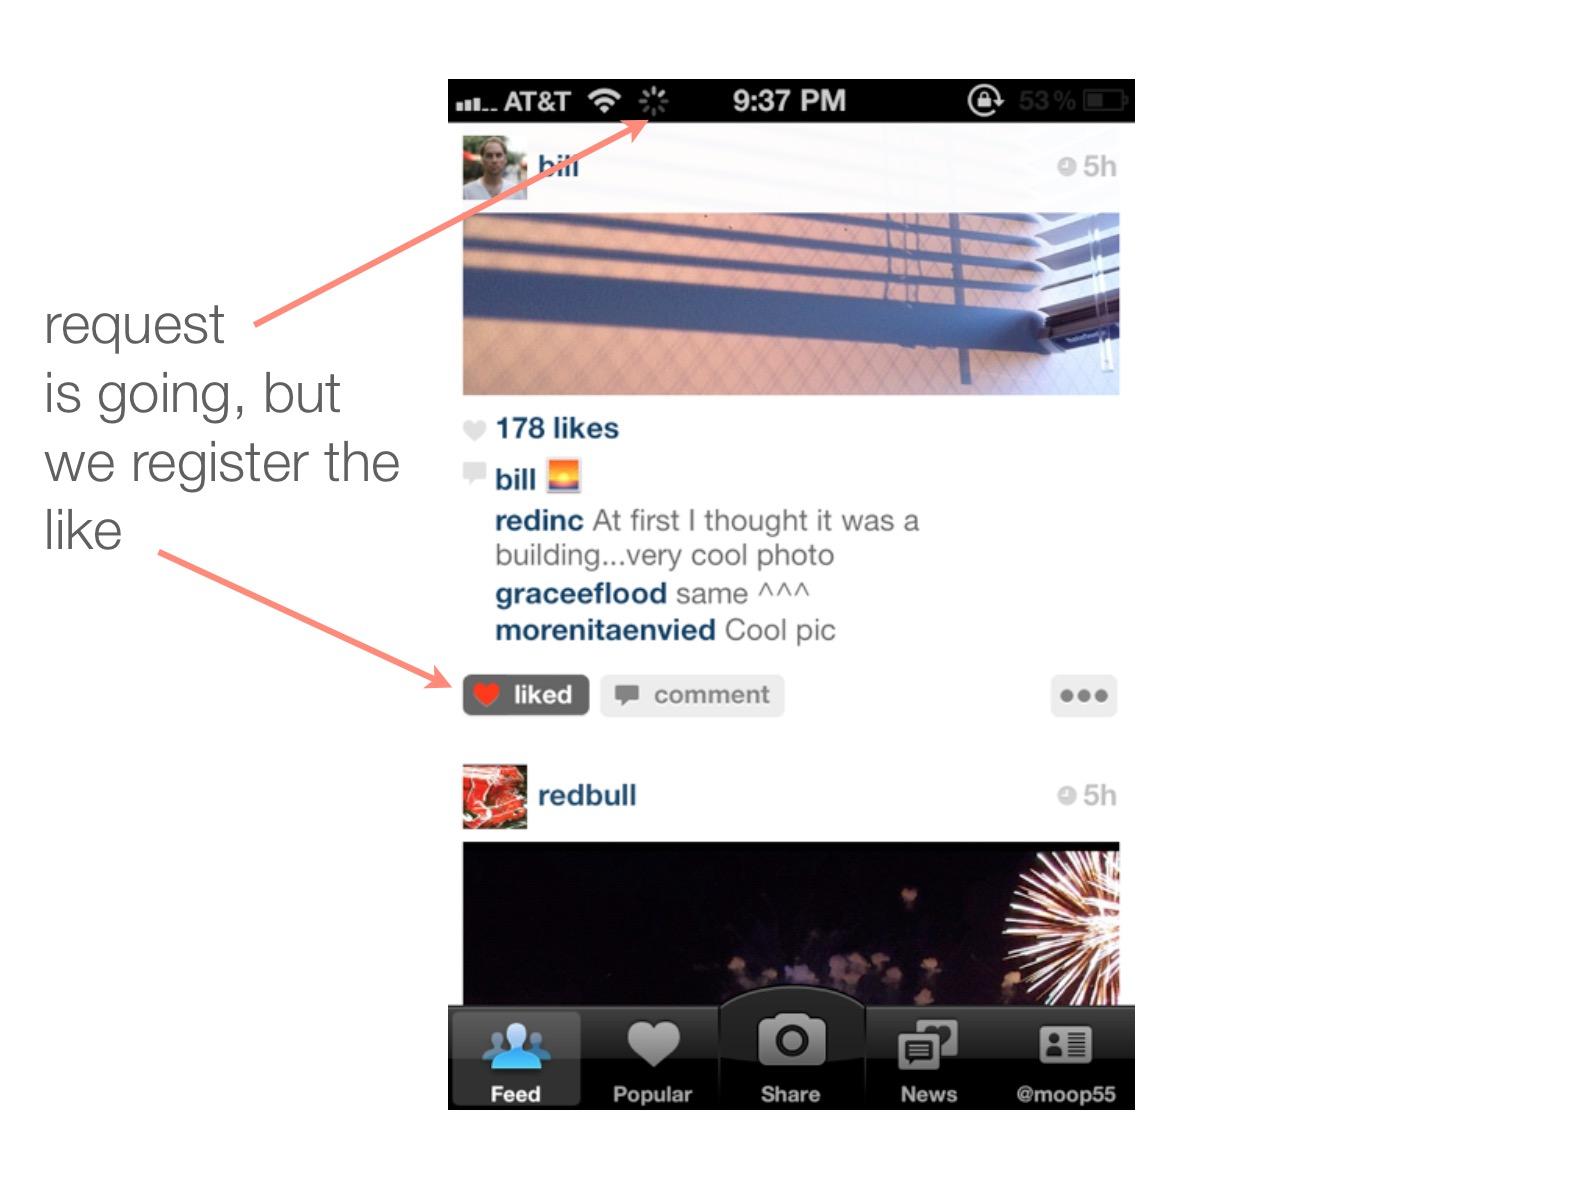 AT&T 9:37 PM 53%
bill 5h
request
is going, but
we register the
like
178 likes
bill
redinc At first I thought it was a
building...very cool photo
graceeflood same ^^^
morenitaenvied Cool pic
liked comment
redbull 5h
Feed Popular Share News @moop55